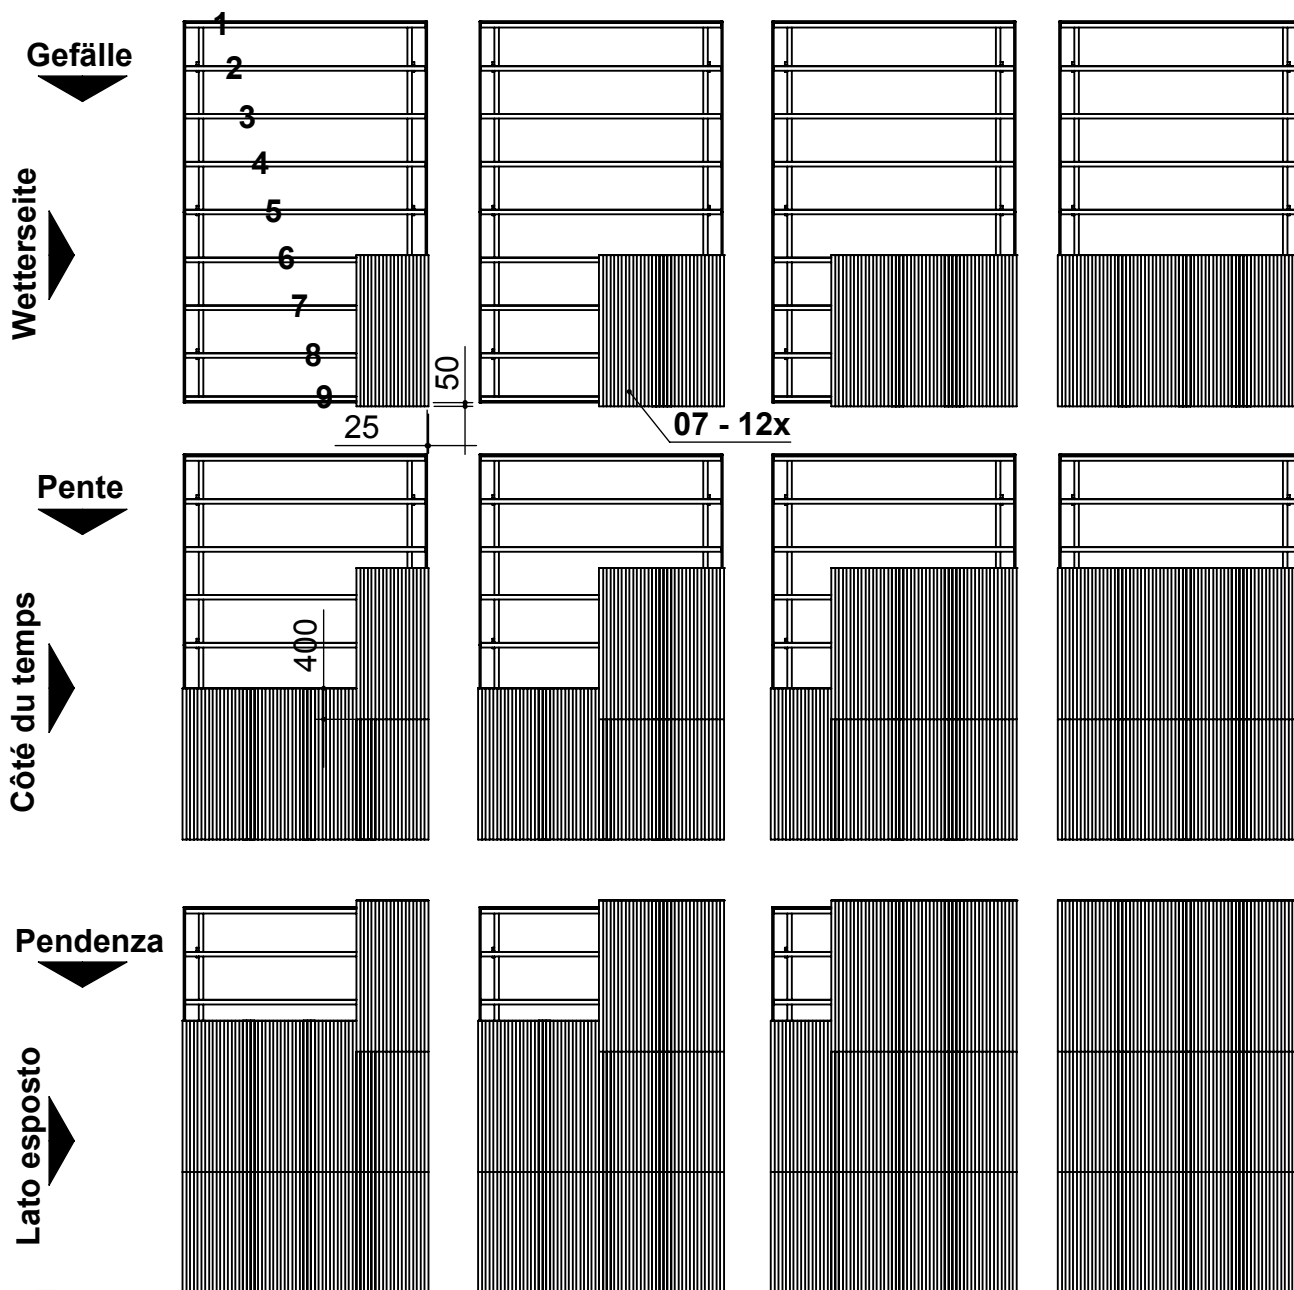 Gefälle
Wetterseite
1
2
3
4
5
6
7
8
9
50
25
07 - 12x
Pente
Côté du temps
400
Pendenza
Lato esposto